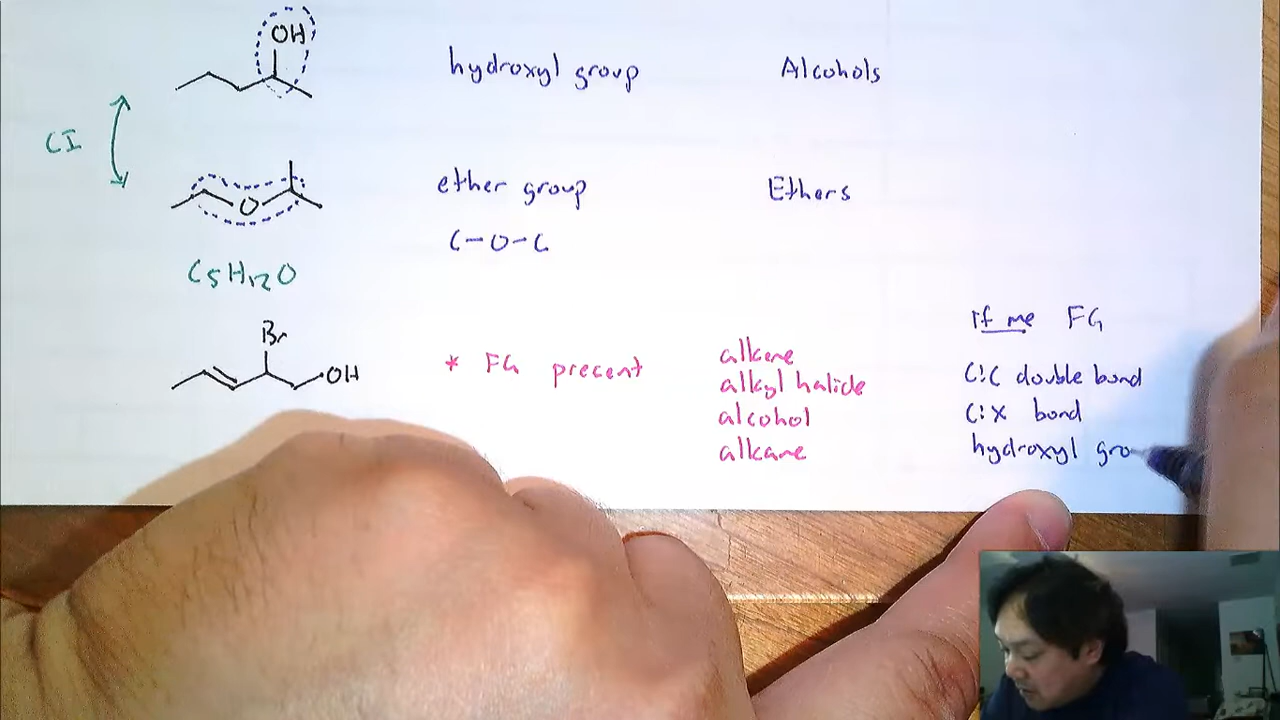 OH
hydroxyl group
Alcohols
CI
O
ether group
Ethers
C-O-C
C5H12O
Br
OH
* FG precent
alkene
alkyl halide
alcohol
alkane
if me FG
C:C double bond
C:X bond
hydroxyl gro